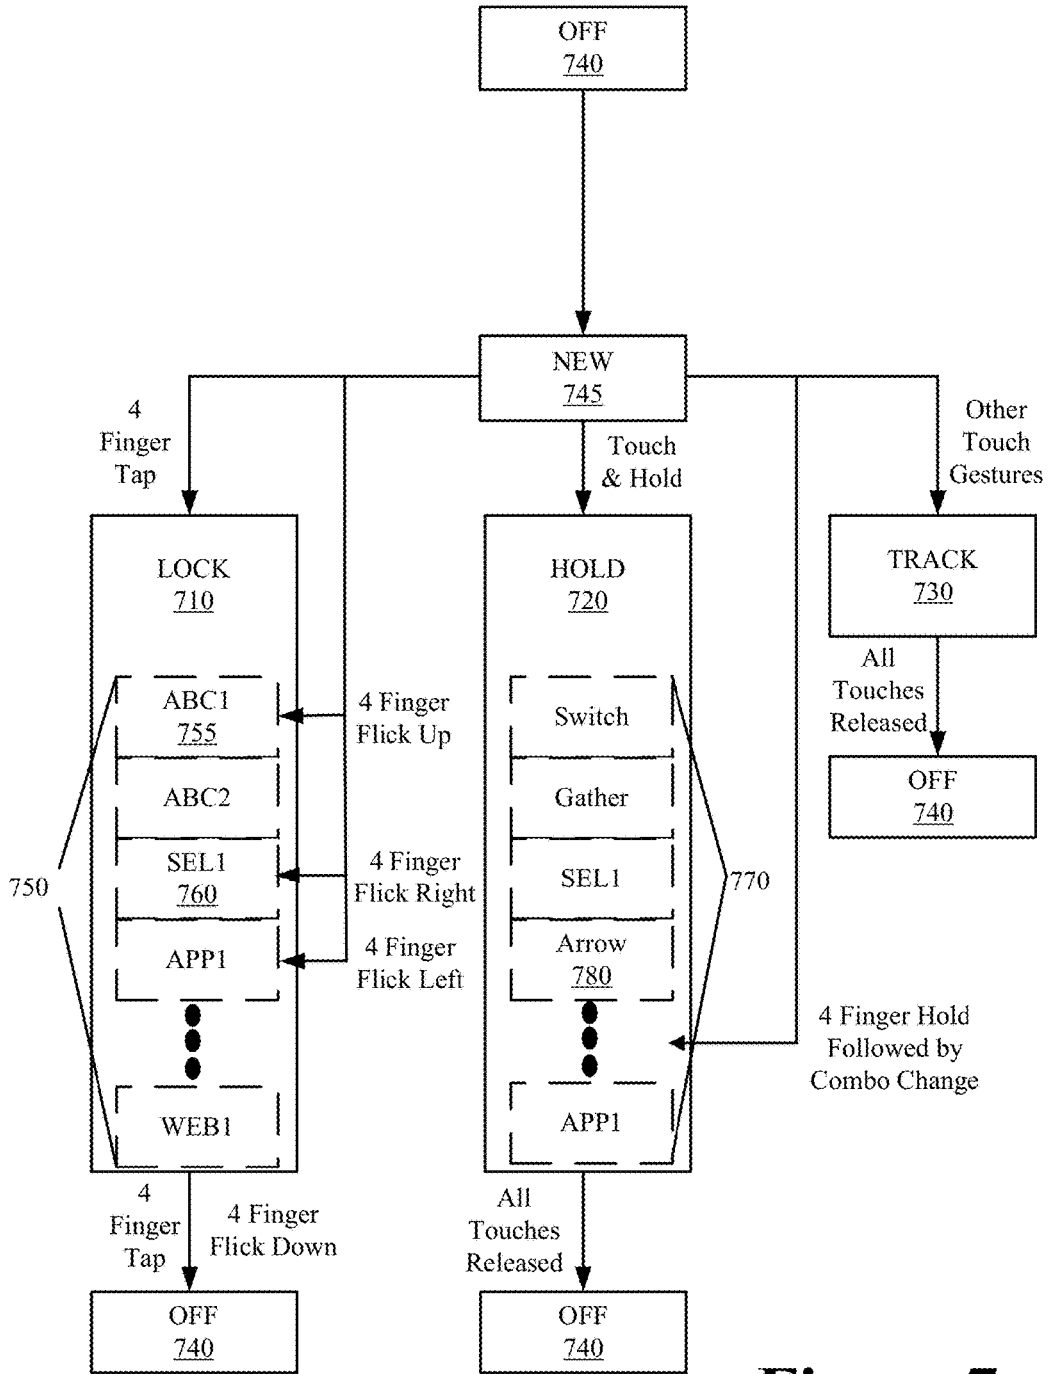 OFF
740
NEW
745
4
Finger
Tap
Touch
& Hold
Other
Touch
Gestures
LOCK
710
HOLD
720
TRACK
730
All
Touches
Released
OFF
740
ABC1
755
4 Finger
Flick Up
ABC2
SEL1
760
4 Finger
Flick Right
APP1
4 Finger
Flick Left
WEB1
750
Switch
Gather
SEL1
Arrow
780
APP1
770
4 Finger Hold
Followed by
Combo Change
4
Finger
Tap
4 Finger
Flick Down
All
Touches
Released
OFF
740
OFF
740